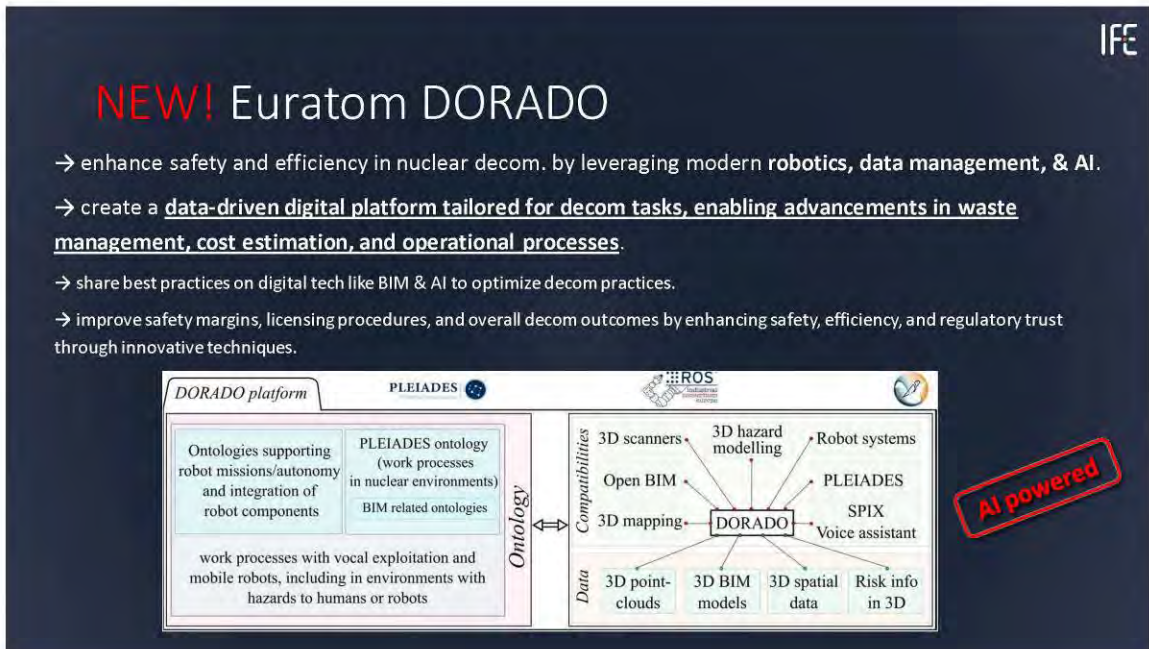 IFE
NEW! Euratom DORADO
→ enhance safety and efficiency in nuclear decom. by leveraging modern robotics, data management, & AI.
→ create a data-driven digital platform tailored for decom tasks, enabling advancements in waste
management, cost estimation, and operational processes.
→ share best practices on digital tech like BIM & AI to optimize decom practices.
→ improve safety margins, licensing procedures, and overall decom outcomes by enhancing safety, efficiency, and regulatory trust
through innovative techniques.
DORADO platform
PLEIADES
ROS
Industrial
consortium
europe
Ontologies supporting
robot missions/autonomy
and integration of
robot components
PLEIADES ontology
(work processes
in nuclear environments)
BIM related ontologies
work processes with vocal exploitation and
mobile robots, including in environments with
hazards to humans or robots
Ontology
Compatibilities
3D scanners
3D hazard
modelling
Robot systems
Open BIM
PLEIADES
3D mapping
DORADO
SPIX
Voice assistant
Data
3D point-
clouds
3D BIM
models
3D spatial
data
Risk info
in 3D
AI powered